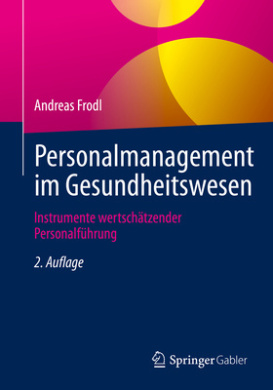 Andreas Frodl
Personalmanagement
im Gesundheitswesen
Instrumente wertschätzender
Personalführung
2. Auflage
Springer Gabler